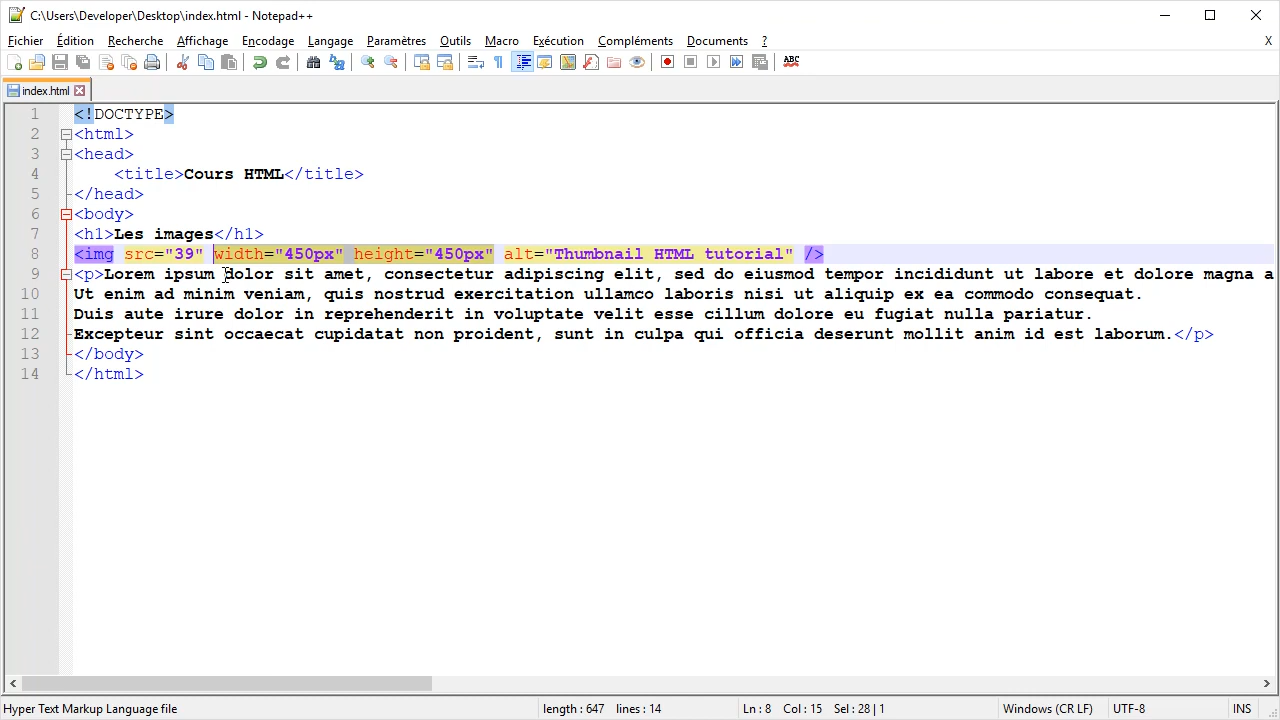 C:\Users\Developer\Desktop\index.html - Notepad++
Fichier Édition Recherche Affichage Encodage Langage Paramètres Outils Macro Exécution Compléments Documents ? X
ABC
index.html
1 <!DOCTYPE>
2 <html>
3 <head>
4 <title>Cours HTML</title>
5 </head>
6 <body>
7 <h1>Les images</h1>
8 <img src="39" width="450px" height="450px" alt="Thumbnail HTML tutorial" />
9 <p>Lorem ipsum dolor sit amet, consectetur adipiscing elit, sed do eiusmod tempor incididunt ut labore et dolore magna a
10 Ut enim ad minim veniam, quis nostrud exercitation ullamco laboris nisi ut aliquip ex ea commodo consequat.
11 Duis aute irure dolor in reprehenderit in voluptate velit esse cillum dolore eu fugiat nulla pariatur.
12 Excepteur sint occaecat cupidatat non proident, sunt in culpa qui officia deserunt mollit anim id est laborum.</p>
13 </body>
14 </html>
Hyper Text Markup Language file length : 647 lines : 14 Ln : 8 Col : 15 Sel : 28 | 1 Windows (CR LF) UTF-8 INS